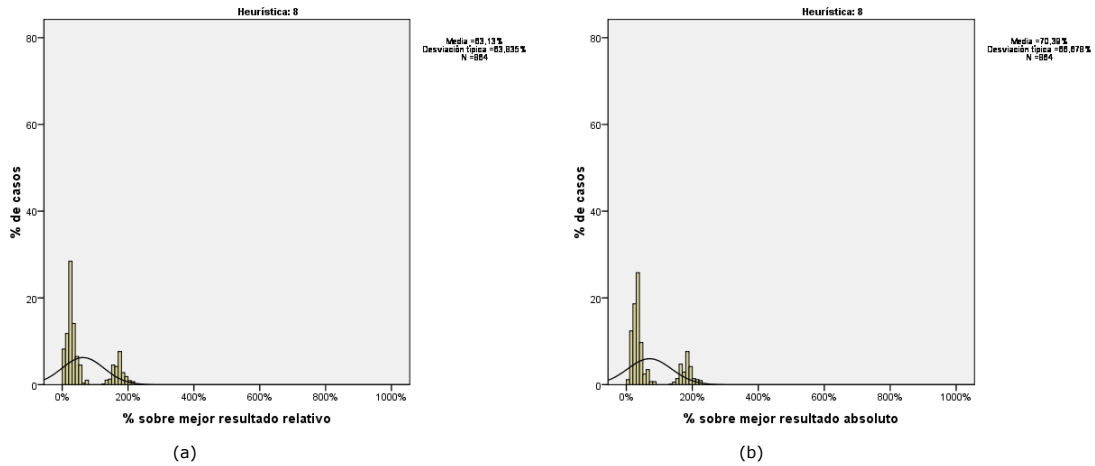 Heurística: 8
Media =63,13%
Desviación típica =63,835%
N =864
80
60
40
20
0
% de casos
0% 200% 400% 600% 800% 1000%
% sobre mejor resultado relativo
(a)
Heurística: 8
Media =70,39%
Desviación típica =66,678%
N =864
80
60
40
20
0
% de casos
0% 200% 400% 600% 800% 1000%
% sobre mejor resultado absoluto
(b)